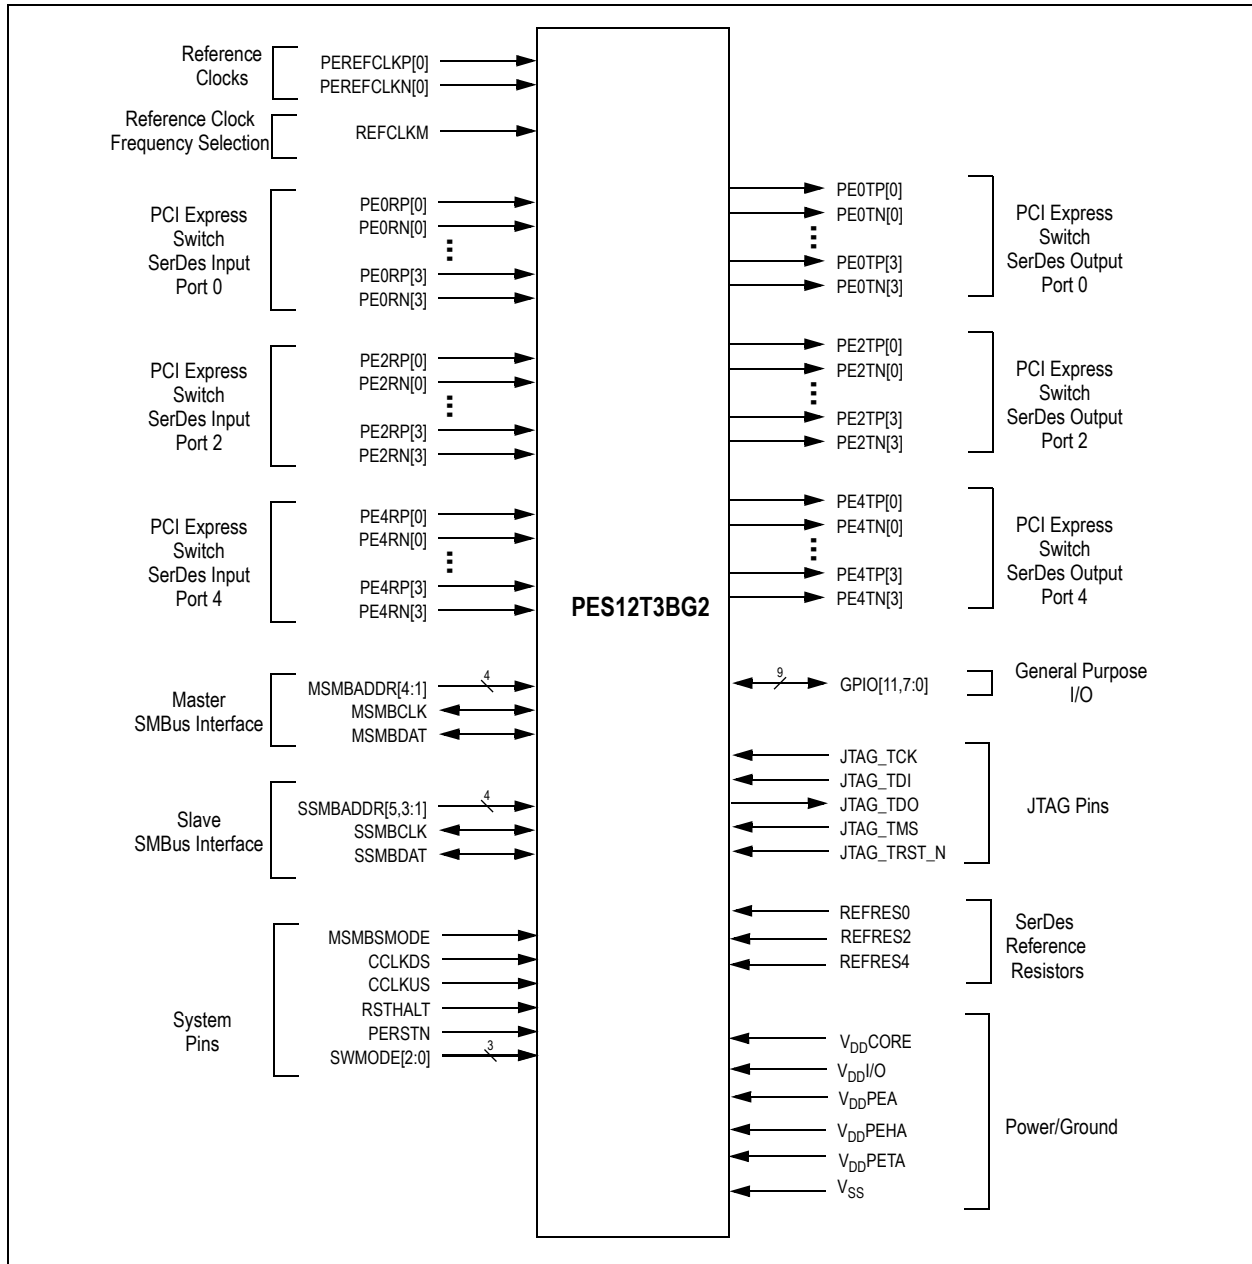 Reference
Clocks
PEREFCLKP[0]
PEREFCLKN[0]
Reference Clock
Frequency Selection
REFCLKM
PCI Express
Switch
SerDes Input
Port 0
PE0RP[0]
PE0RN[0]
PE0RP[3]
PE0RN[3]
PCI Express
Switch
SerDes Input
Port 2
PE2RP[0]
PE2RN[0]
PE2RP[3]
PE2RN[3]
PCI Express
Switch
SerDes Input
Port 4
PE4RP[0]
PE4RN[0]
PE4RP[3]
PE4RN[3]
Master
SMBus Interface
MSMBADDR[4:1]
4
MSMBCLK
MSMBDAT
Slave
SMBus Interface
SSMBADDR[5,3:1]
4
SSMBCLK
SSMBDAT
System
Pins
MSMBSMODE
CCLKDS
CCLKUS
RSTHALT
PERSTN
SWMODE[2:0]
3
PES12T3BG2
PE0TP[0]
PE0TN[0]
PE0TP[3]
PE0TN[3]
PCI Express
Switch
SerDes Output
Port 0
PE2TP[0]
PE2TN[0]
PE2TP[3]
PE2TN[3]
PCI Express
Switch
SerDes Output
Port 2
PE4TP[0]
PE4TN[0]
PE4TP[3]
PE4TN[3]
PCI Express
Switch
SerDes Output
Port 4
9
GPIO[11,7:0]
General Purpose
I/O
JTAG_TCK
JTAG_TDI
JTAG_TDO
JTAG_TMS
JTAG_TRST_N
JTAG Pins
REFRES0
REFRES2
REFRES4
SerDes
Reference
Resistors
VDDCORE
VDDI/O
VDDPEA
VDDPEHA
VDDPETA
VSS
Power/Ground